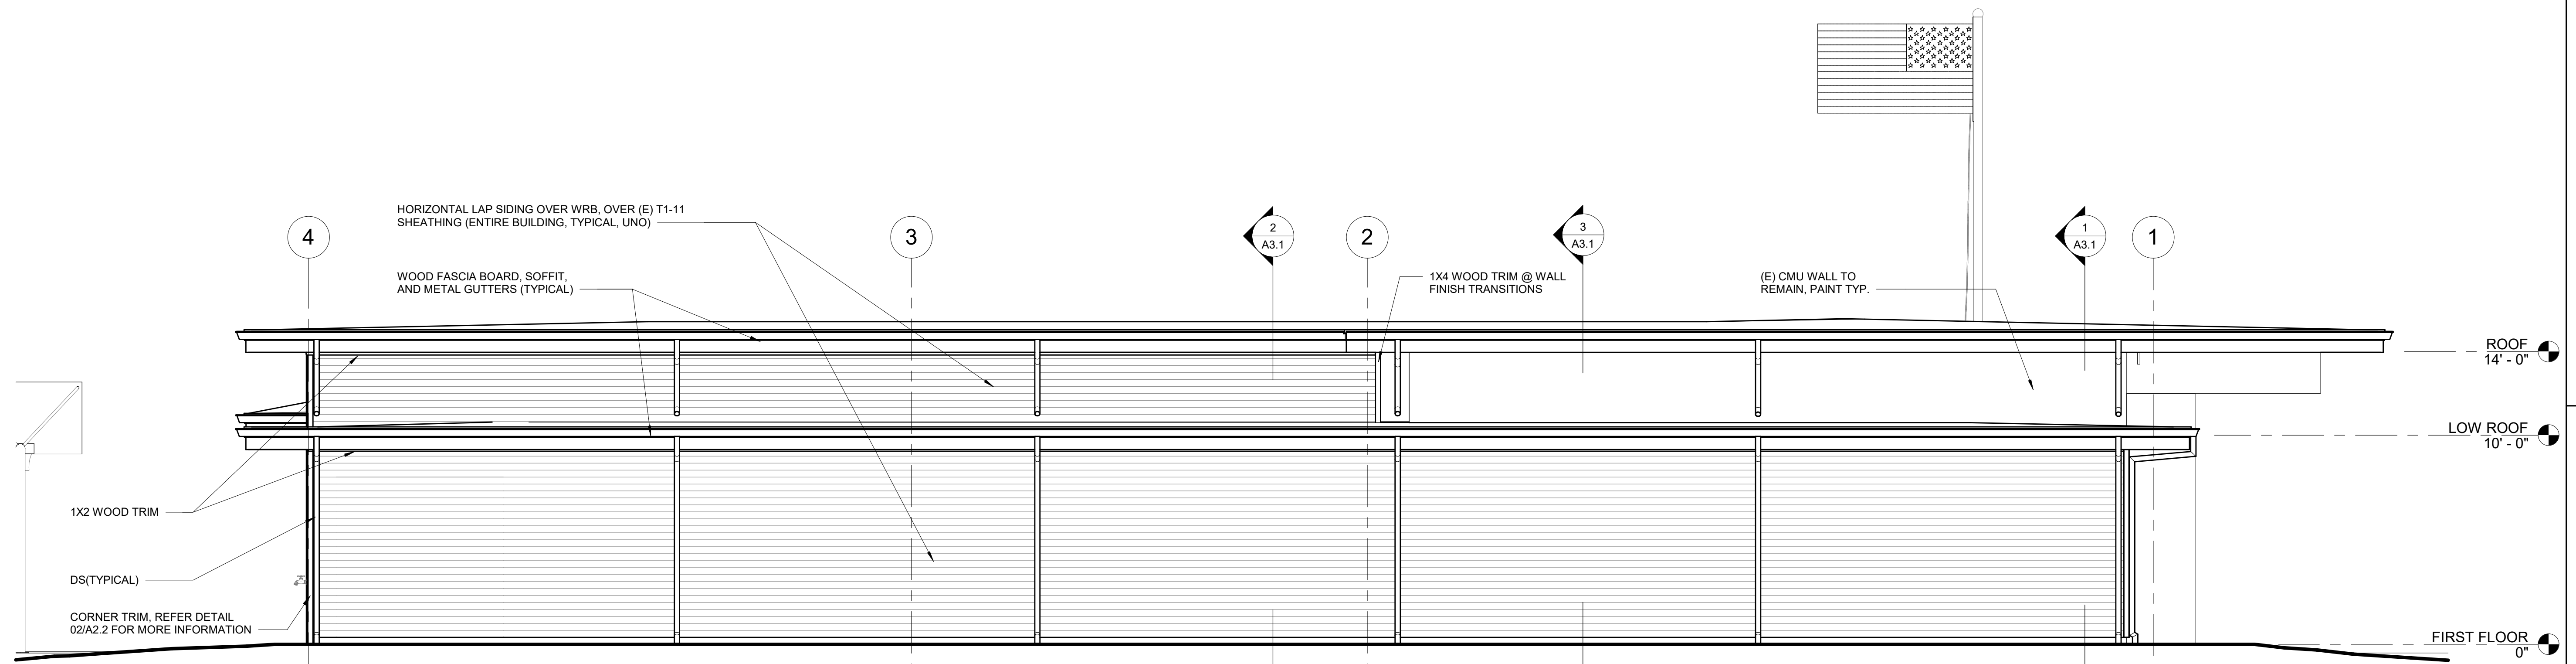 HORIZONTAL LAP SIDING OVER WRB, OVER (E) T1-11
SHEATHING (ENTIRE BUILDING, TYPICAL, UNO)
4
3
2
A3.1
2
3
A3.1
1
A3.1
1
WOOD FASCIA BOARD, SOFFIT,
AND METAL GUTTERS (TYPICAL)
1X4 WOOD TRIM @ WALL
FINISH TRANSITIONS
(E) CMU WALL TO
REMAIN, PAINT TYP.
ROOF
14' - 0"
LOW ROOF
10' - 0"
1X2 WOOD TRIM
DS(TYPICAL)
CORNER TRIM, REFER DETAIL
02/A2.2 FOR MORE INFORMATION
FIRST FLOOR
0"